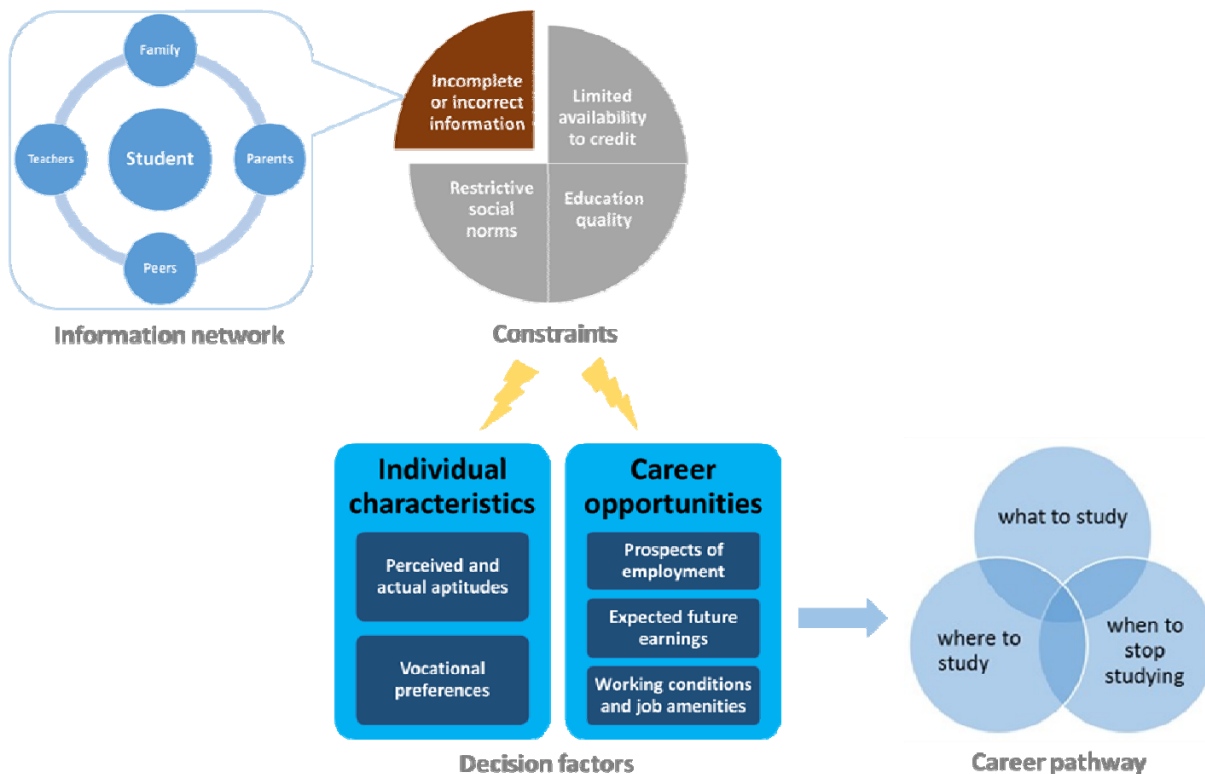 Family
Teachers
Student
Parents
Peers
Information network
Incomplete
or incorrect
information
Limited
availability
to credit
Restrictive
social
norms
Education
quality
Constraints
Individual
characteristics
Perceived and
actual aptitudes
Vocational
preferences
Career
opportunities
Prospects of
employment
Expected future
earnings
Working conditions
and job amenities
Decision factors
what to study
where to
study
when to
stop
studying
Career pathway